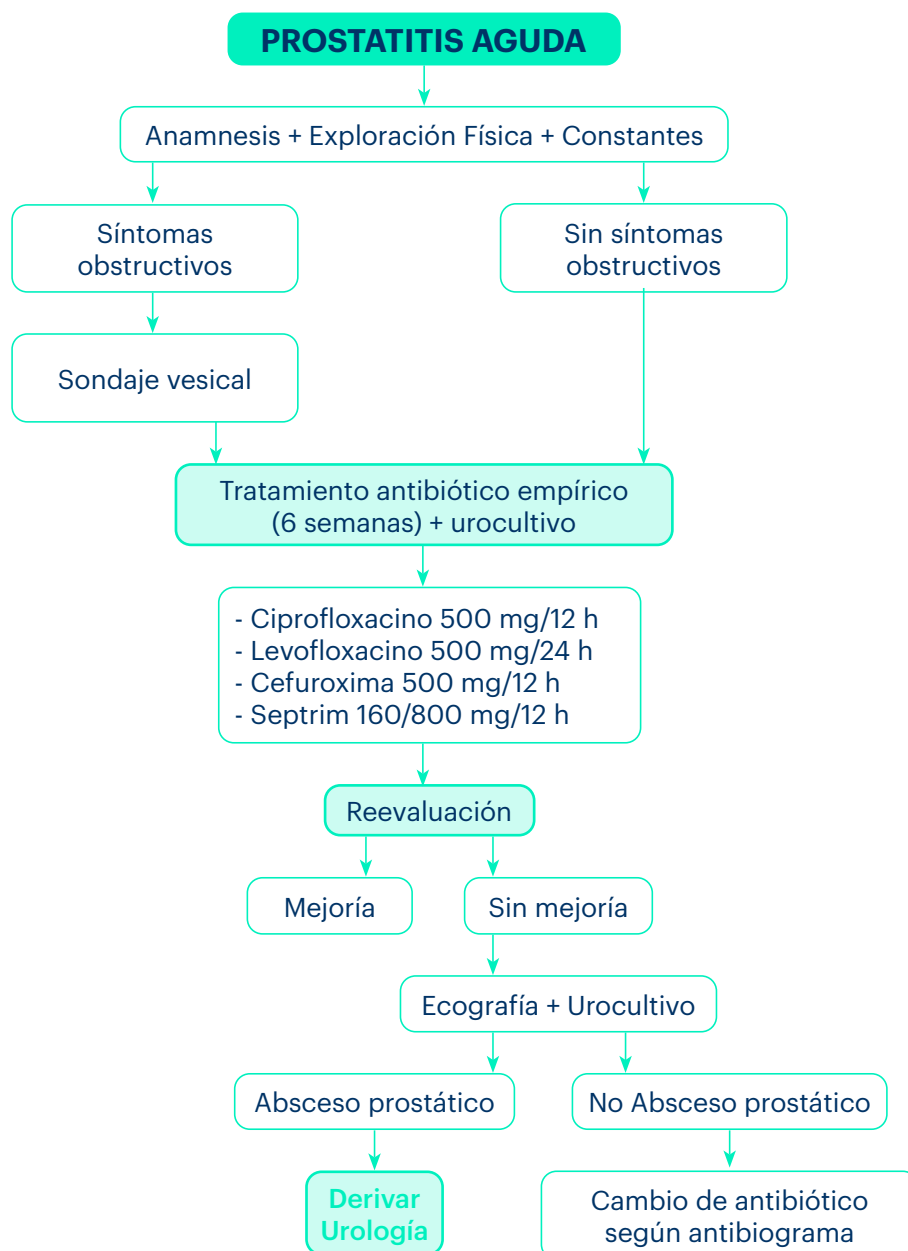 PROSTATITIS AGUDA
Anamnesis + Exploración Física + Constantes
Síntomas
obstructivos
Sin síntomas
obstructivos
Sondaje vesical
Tratamiento antibiótico empírico
(6 semanas) + urocultivo
- Ciprofloxacino 500 mg/12 h
- Levofloxacino 500 mg/24 h
- Cefuroxima 500 mg/12 h
- Septrim 160/800 mg/12 h
Reevaluación
Mejoría
Sin mejoría
Ecografía + Urocultivo
Absceso prostático
No Absceso prostático
Derivar
Urología
Cambio de antibiótico
según antibiograma